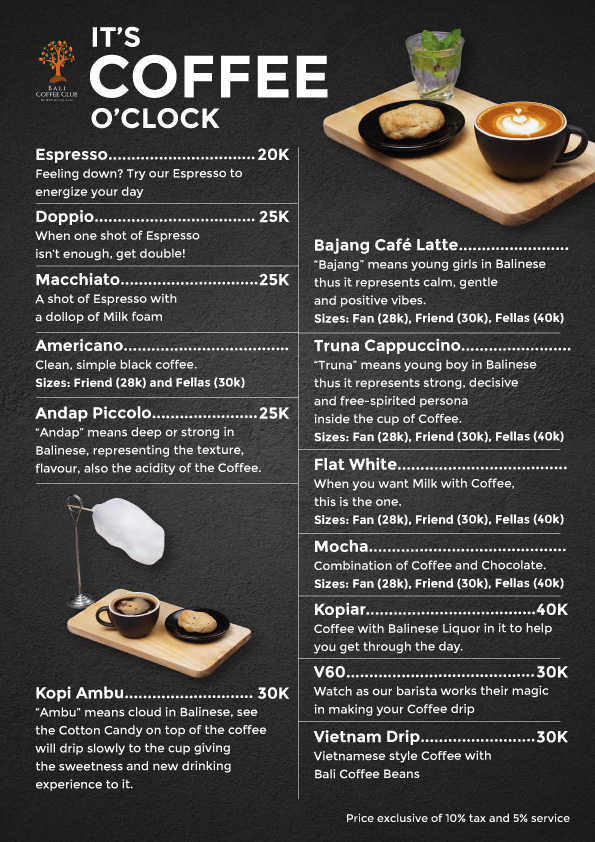 IT'S
COFFEE
O'CLOCK
BALI
COFFEE CLUB
Espresso..............................20K
Feeling down? Try our Espresso to
energize your day
Doppio................................. 25K
When one shot of Espresso
isn't enough, get double!
Macchiato............................25K
A shot of Espresso with
a dollop of Milk foam
Americano..................................
Clean, simple black coffee.
Sizes: Friend (28k) and Fellas (30k)
Andap Piccolo.....................25K
“Andap” means deep or strong in
Balinese, representing the texture,
flavour, also the acidity of the Coffee.
Kopi Ambu.......................... 30K
“Ambu” means cloud in Balinese, see
the Cotton Candy on top of the coffee
will drip slowly to the cup giving
the sweetness and new drinking
experience to it.
Bajang Café Latte.......................
“Bajang” means young girls in Balinese
thus it represents calm, gentle
and positive vibes.
Sizes: Fan (28k), Friend (30k), Fellas (40k)
Truna Cappuccino.......................
“Truna” means young boy in Balinese
thus it represents strong, decisive
and free-spirited persona
inside the cup of Coffee.
Sizes: Fan (28k), Friend (30k), Fellas (40k)
Flat White...................................
When you want Milk with Coffee,
this is the one.
Sizes: Fan (28k), Friend (30k), Fellas (40k)
Mocha.........................................
Combination of Coffee and Chocolate.
Sizes: Fan (28k), Friend (30k), Fellas (40k)
Kopiar...................................40K
Coffee with Balinese Liquor in it to help
you get through the day.
V60.......................................30K
Watch as our barista works their magic
in making your Coffee drip
Vietnam Drip........................30K
Vietnamese style Coffee with
Bali Coffee Beans
Price exclusive of 10% tax and 5% service